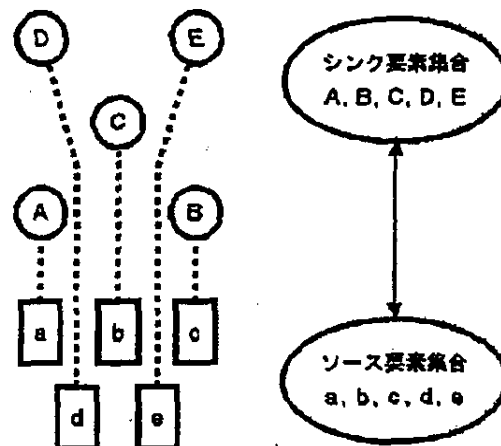 D E
C
A B
a b c
d e
シンク要素集合
A, B, C, D, E
ソース要素集合
a, b, c, d, e